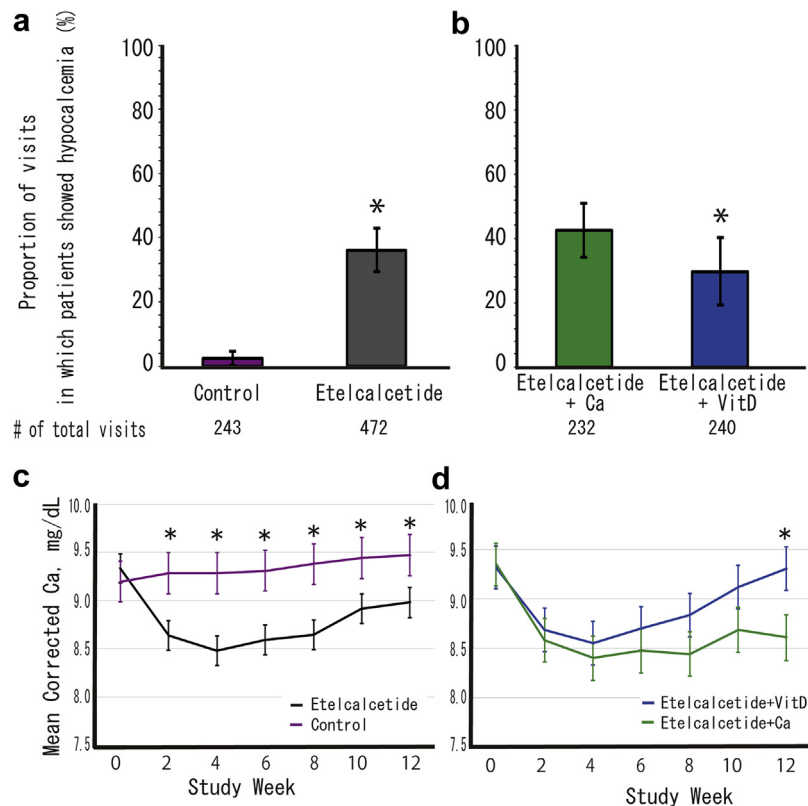 a
Proportion of visits
in which patients showed hypocalcemia (%)
100
80
60
40
20
0
*
Control
Etelcalcetide
# of total visits
243
472
b
100
80
60
40
20
0
*
Etelcalcetide
+ Ca
Etelcalcetide
+ VitD
232
240
c
Mean Corrected Ca, mg/dL
10.0
9.5
9.0
8.5
8.0
7.5
* * * * * *
Etelcalcetide
Control
0 2 4 6 8 10 12
Study Week
d
10.0
9.5
9.0
8.5
8.0
7.5
*
Etelcalcetide+VitD
Etelcalcetide+Ca
0 2 4 6 8 10 12
Study Week